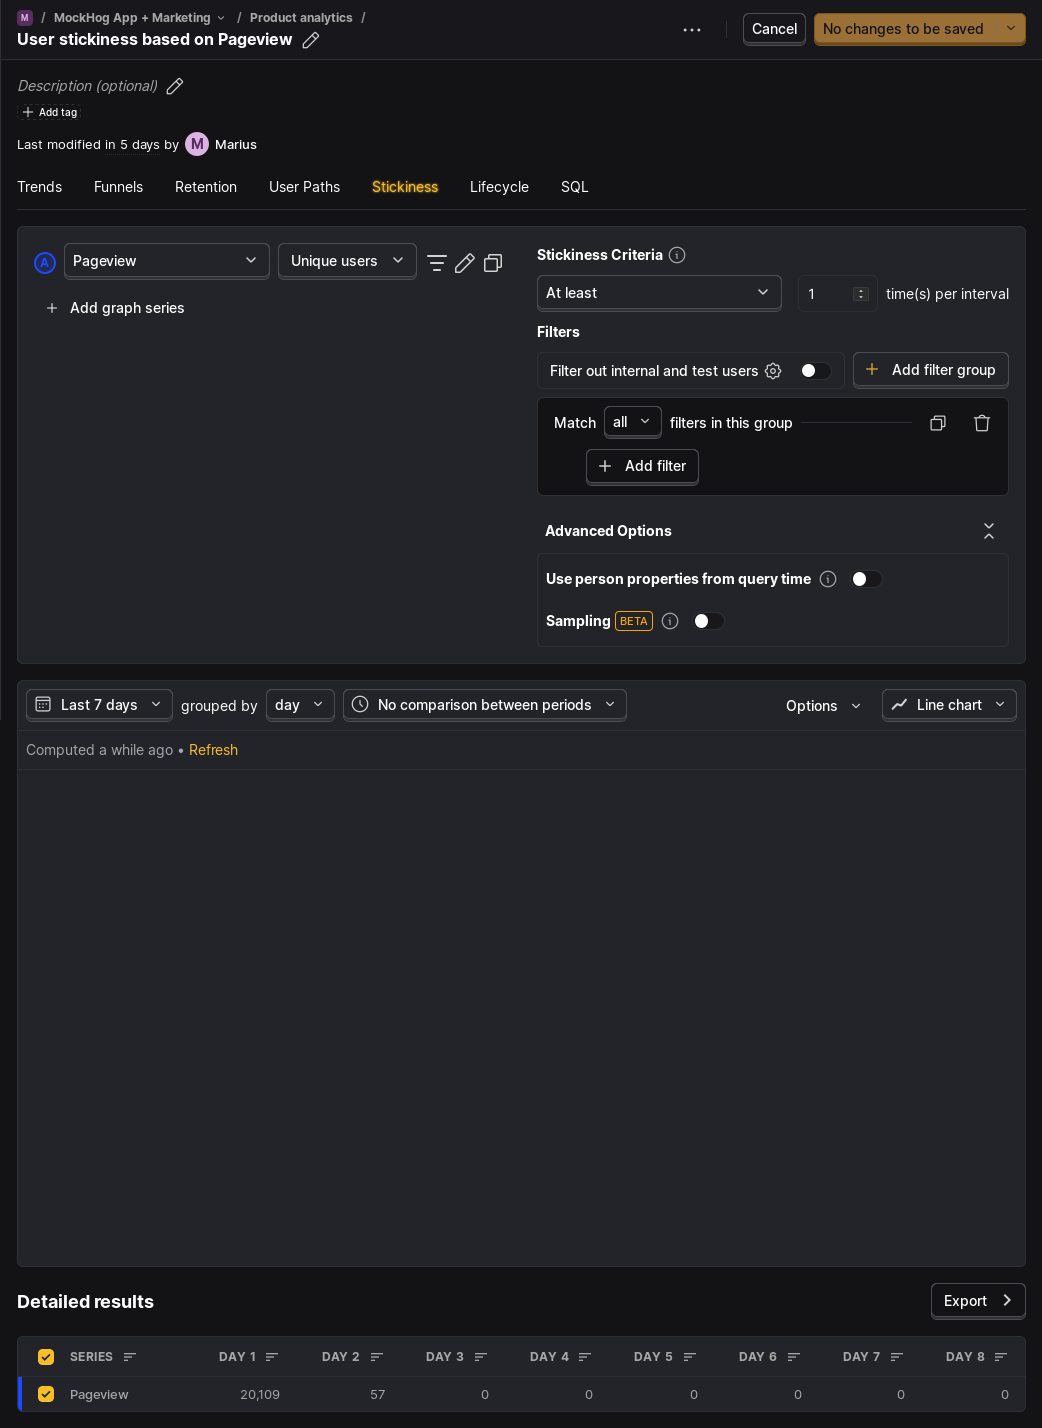 M / MockHog App + Marketing / Product analytics /
User stickiness based on Pageview
Cancel
No changes to be saved
Description (optional)
Add tag
Last modified in 5 days by M Marius
Trends Funnels Retention User Paths Stickiness Lifecycle SQL
A Pageview Unique users
Add graph series
Stickiness Criteria
At least 1 time(s) per interval
Filters
Filter out internal and test users
Add filter group
Match all filters in this group
Add filter
Advanced Options
Use person properties from query time
Sampling BETA
Last 7 days grouped by day No comparison between periods Options Line chart
Computed a while ago • Refresh
Detailed results
Export
SERIES DAY 1 DAY 2 DAY 3 DAY 4 DAY 5 DAY 6 DAY 7 DAY 8
Pageview 20,109 57 0 0 0 0 0 0